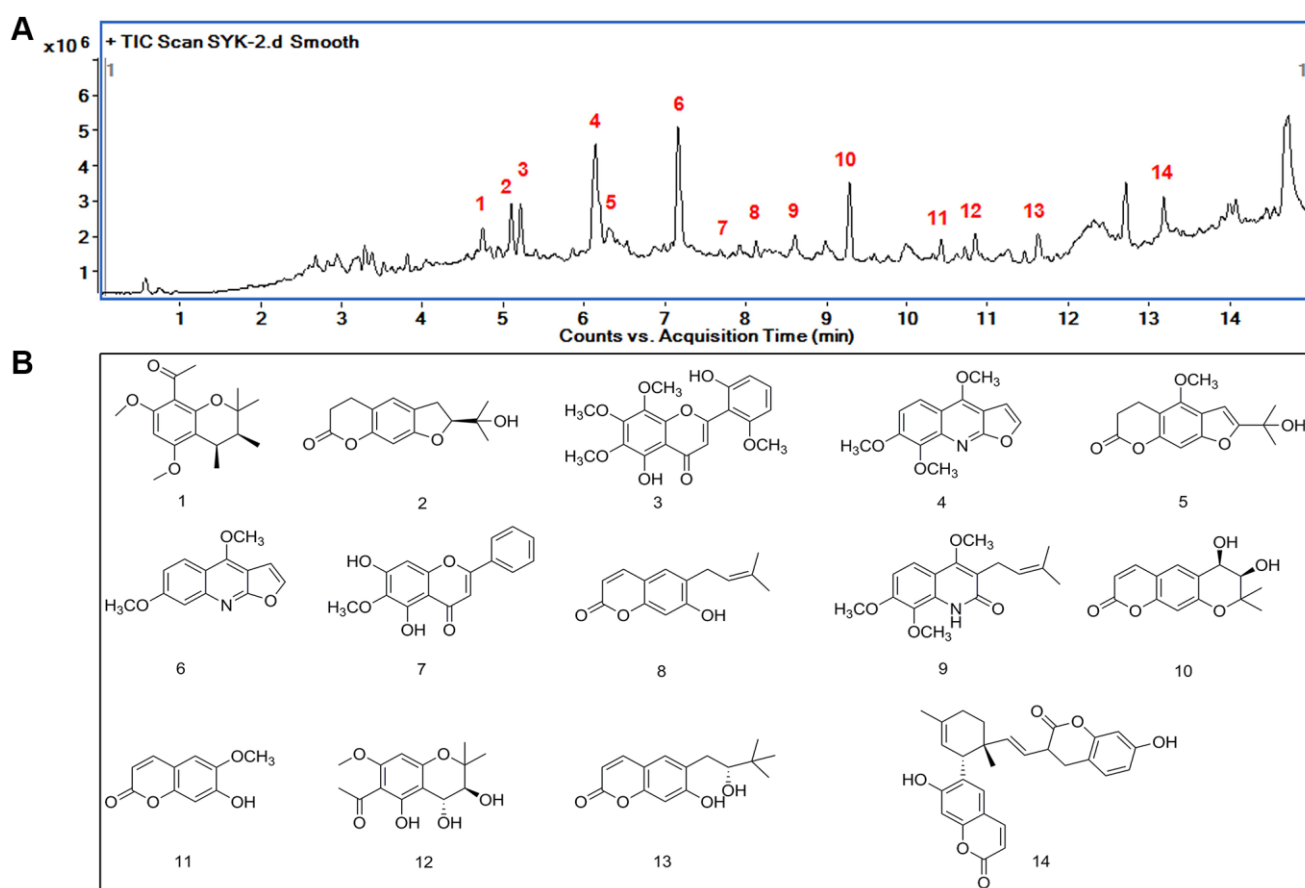 A
x10 6
+ TIC Scan SYK-2.d Smooth
1
1
6
5
4
3
2
1
1
2
3
4
5
6
7
8
9
10
11
12
13
14
1 2 3 4 5 6 7 8 9 10 11 12 13 14
Counts vs. Acquisition Time (min)
B
O
O
O
O
1
O
O
O
OH
2
HO
OCH3
H3CO
O
H3CO
OCH3
OH
O
3
OCH3
H3CO
OCH3
N
O
4
OCH3
O
O
O
OH
5
OCH3
H3CO
N
O
6
HO
O
H3CO
OH
O
7
O
O
OH
8
OCH3
H3CO
OCH3
N
H
O
9
OH
OH
O
O
O
10
OCH3
O
O
OH
11
O
O
O
OH
OH
OH
12
O
O
OH
OH
13
O
O
OH
HO
O
O
14